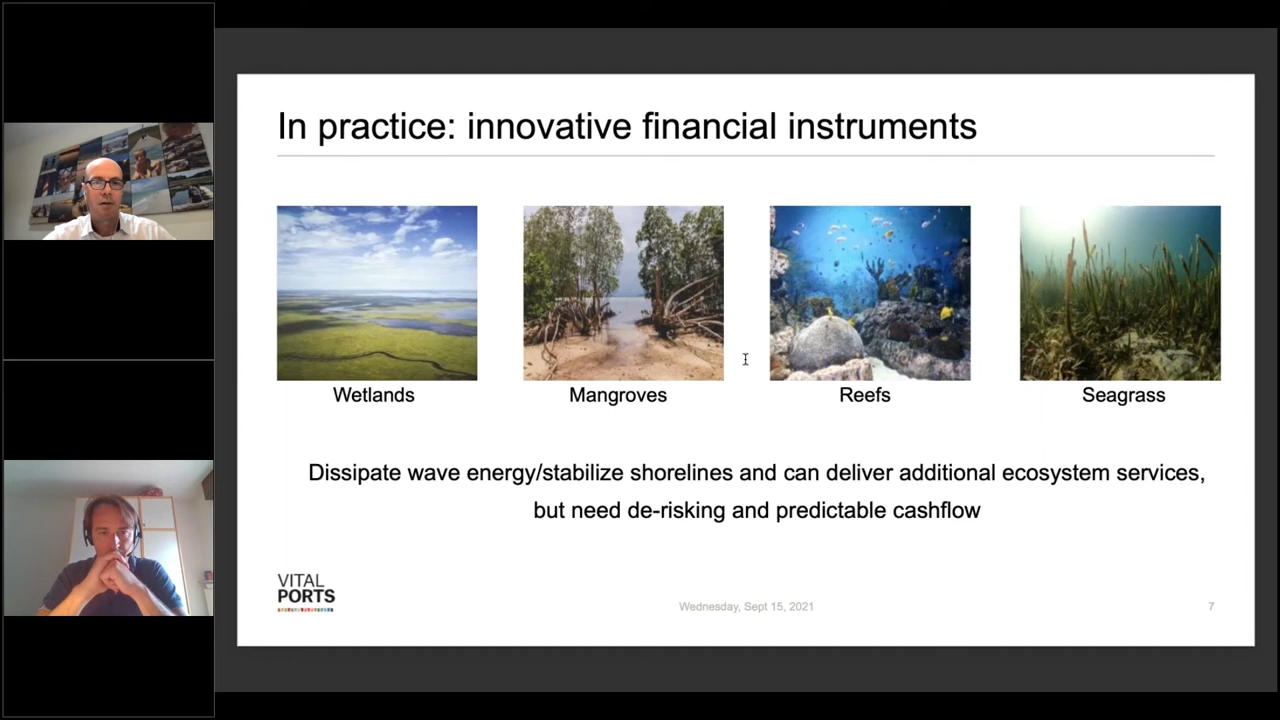 In practice: innovative financial instruments
Wetlands
Mangroves
Reefs
Seagrass
Dissipate wave energy/stabilize shorelines and can deliver additional ecosystem services,
but need de-risking and predictable cashflow
VITAL
PORTS
Wednesday, Sept 15, 2021
7